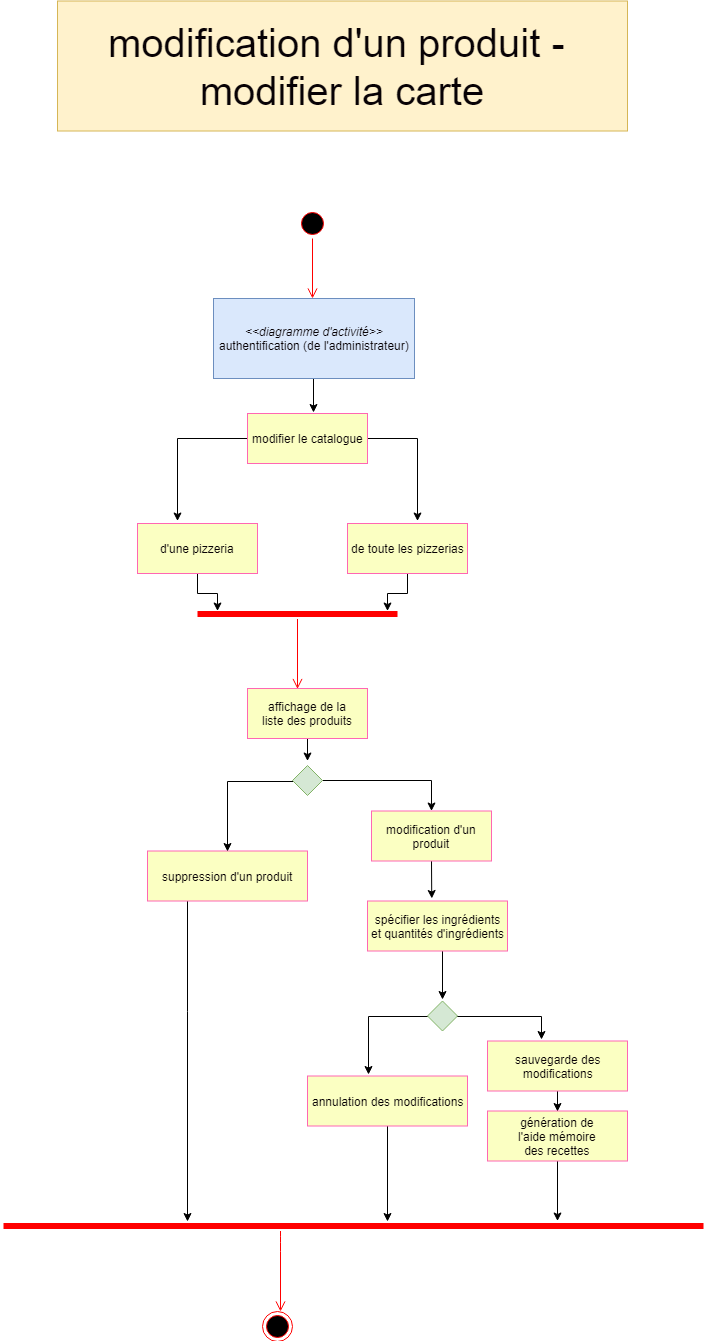 modification d'un produit -
modifier la carte
<<diagramme d'activité>>
authentification (de l'administrateur)
modifier le catalogue
d'une pizzeria
de toute les pizzerias
affichage de la
liste des produits
modification d'un
produit
suppression d'un produit
spécifier les ingrédients
et quantités d'ingrédients
sauvegarde des
modifications
annulation des modifications
génération de
l'aide mémoire
des recettes